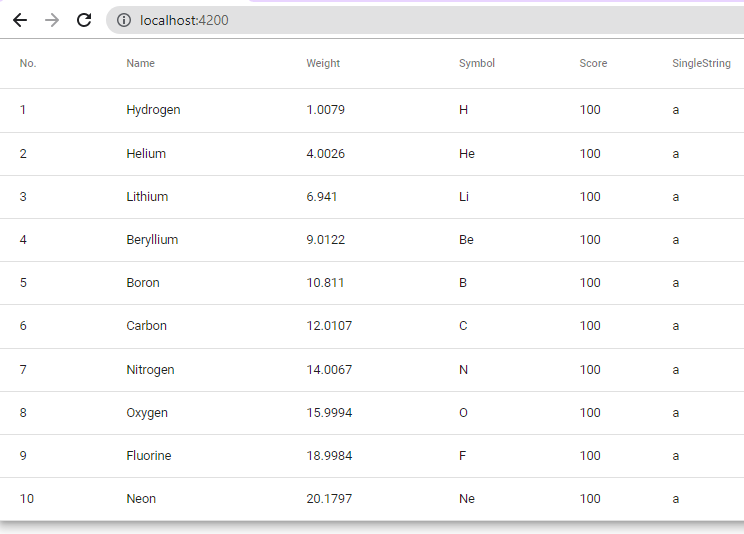 localhost:4200
No. Name Weight Symbol Score SingleString
1 Hydrogen 1.0079 H 100 a
2 Helium 4.0026 He 100 a
3 Lithium 6.941 Li 100 a
4 Beryllium 9.0122 Be 100 a
5 Boron 10.811 B 100 a
6 Carbon 12.0107 C 100 a
7 Nitrogen 14.0067 N 100 a
8 Oxygen 15.9994 O 100 a
9 Fluorine 18.9984 F 100 a
10 Neon 20.1797 Ne 100 a